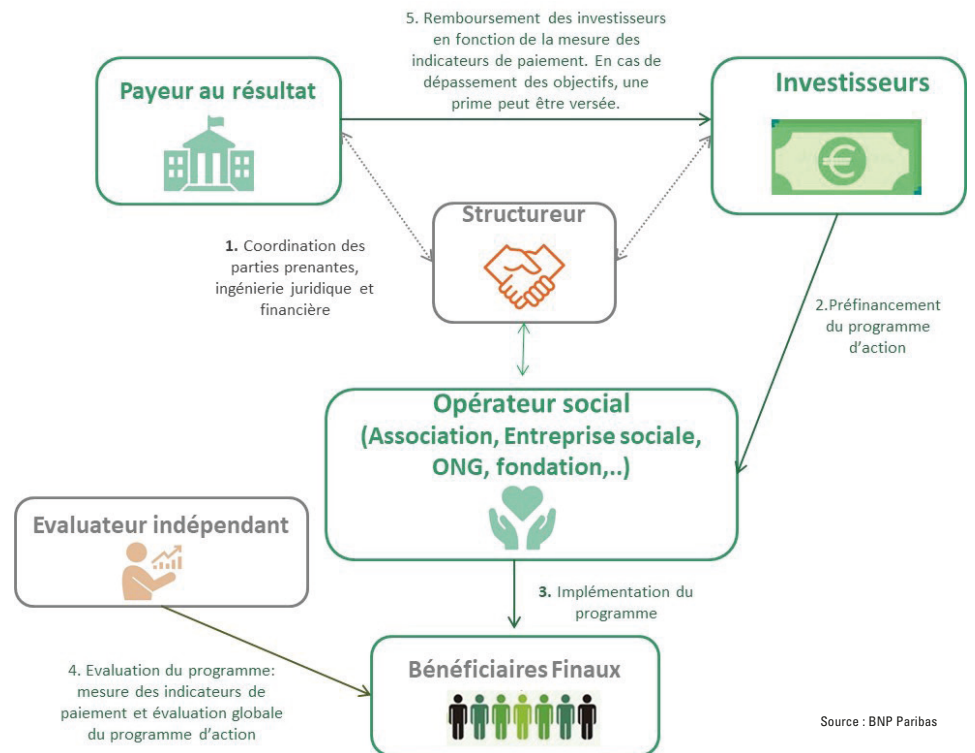 5. Remboursement des investisseurs
en fonction de la mesure des
indicateurs de paiement. En cas de
dépassement des objectifs, une
prime peut être versée.
Payeur au résultat
Investisseurs
€
Structureur
1. Coordination des
parties prenantes,
ingénierie juridique et
financière
2.Préfinancement
du programme
d’action
Opérateur social
(Association, Entreprise sociale,
ONG, fondation,..)
Evaluateur indépendant
3. Implémentation du
programme
4. Evaluation du programme:
mesure des indicateurs de
paiement et évaluation globale
du programme d’action
Bénéficiaires Finaux
Source : BNP Paribas